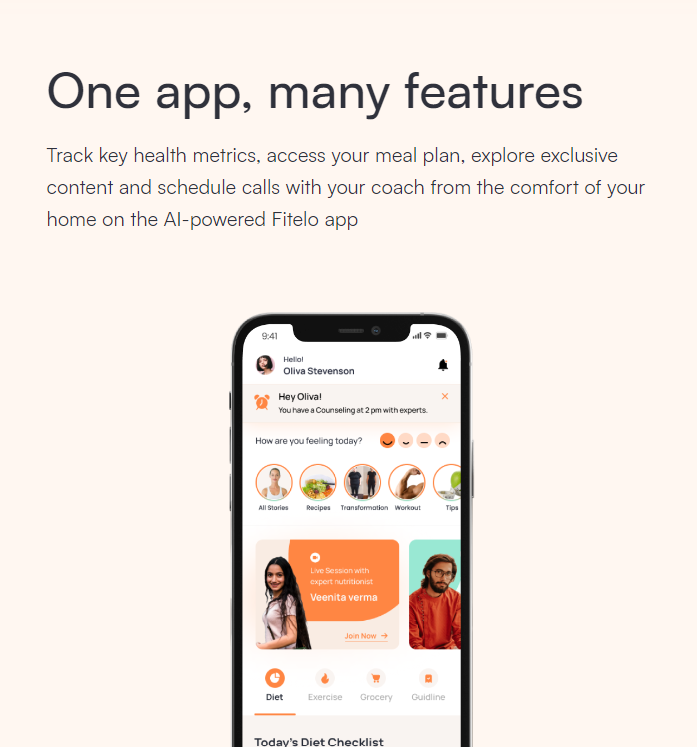 One app, many features
Track key health metrics, access your meal plan, explore exclusive
content and schedule calls with your coach from the comfort of your
home on the AI-powered Fitelo app
9:41
Hello!
Oliva Stevenson
Hey Oliva!
You have a Counseling at 2 pm with experts.
How are you feeling today?
All Stories Recipes Transformation Workout Tips
Live Session with
expert nutritionist
Veenita verma
Join Now
Diet Exercise Grocery Guidline
Today's Diet Checklist